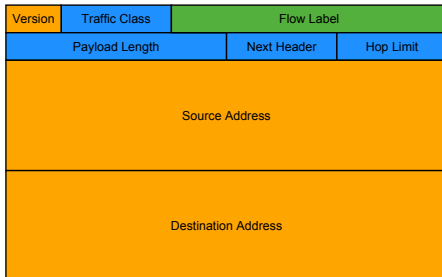 Version Traffic Class Flow Label
Payload Length Next Header Hop Limit
Source Address
Destination Address